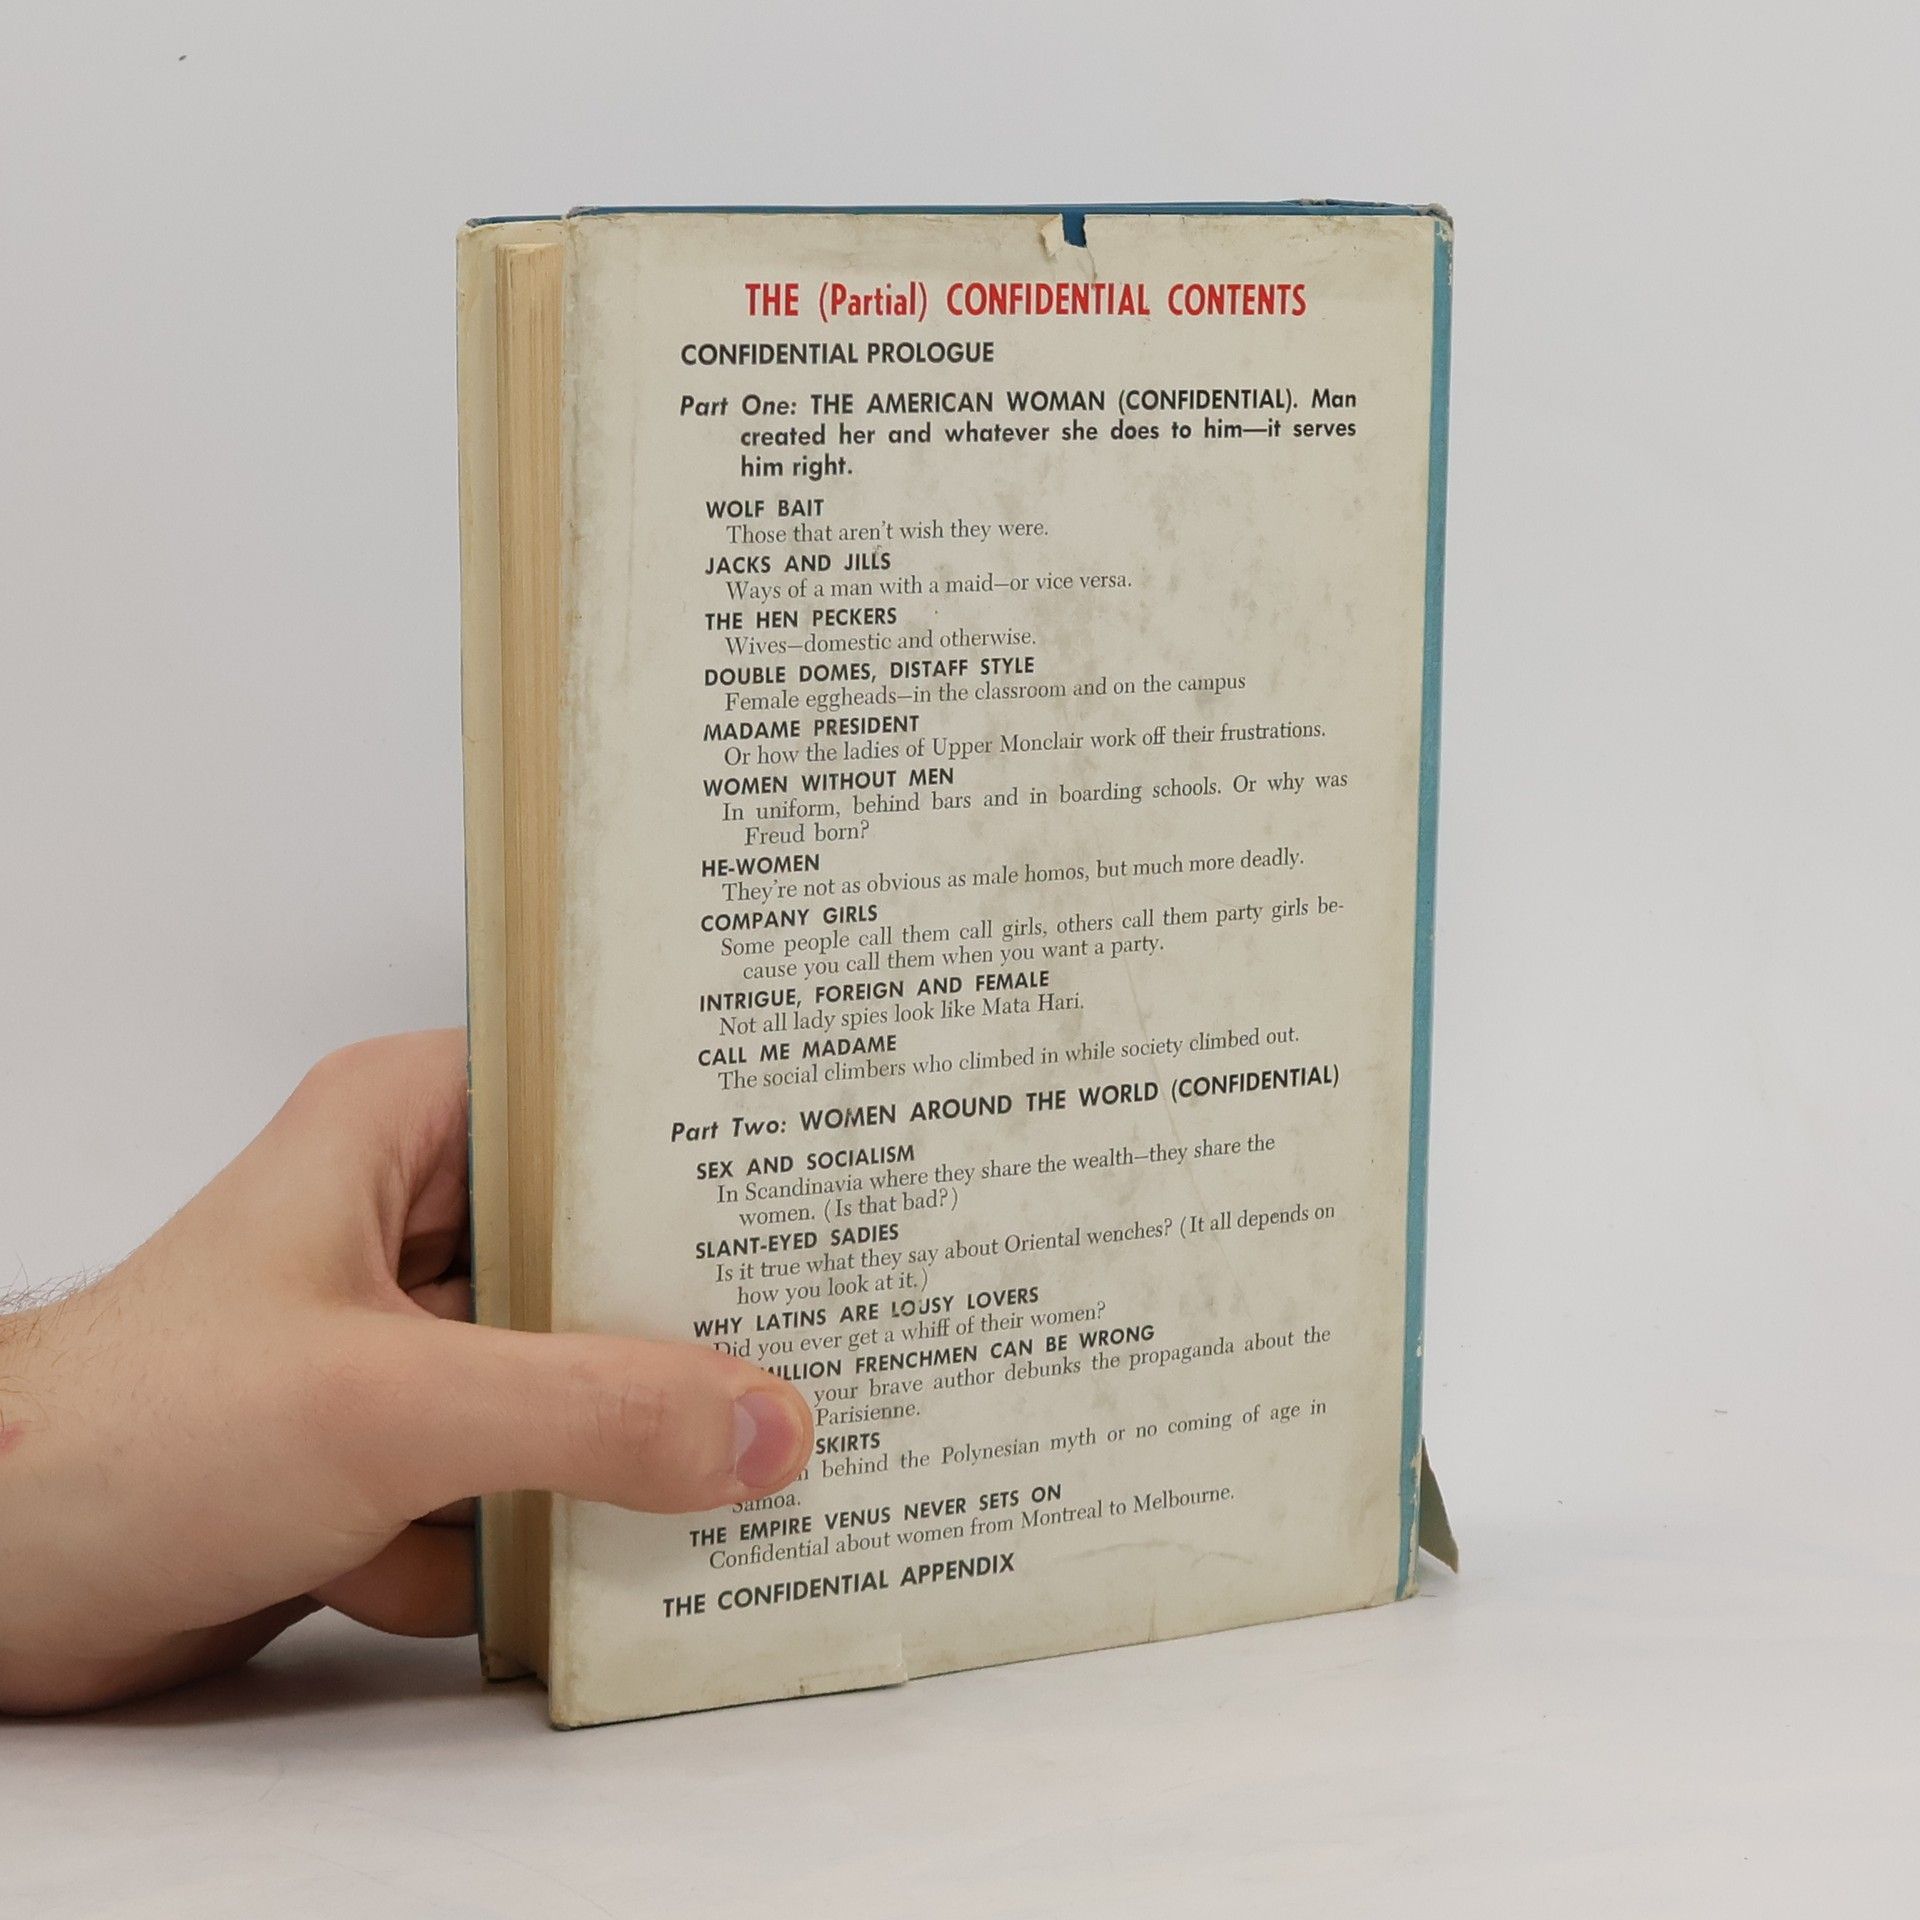 THE (Partial) CONFIDENTIAL CONTENTS
CONFIDENTIAL PROLOGUE
Part One: THE AMERICAN WOMAN (CONFIDENTIAL). Man
created her and whatever she does to him—it serves
him right.
WOLF BAIT
Those that aren't wish they were.
JACKS AND JILLS
Ways of a man with a maid—or vice versa.
THE HEN PECKERS
Wives—domestic and otherwise.
DOUBLE DOMES, DISTAFF STYLE
Female eggheads—in the classroom and on the campus
MADAME PRESIDENT
Or how the ladies of Upper Monclair work off their frustrations.
WOMEN WITHOUT MEN
In uniform, behind bars and in boarding schools. Or why was
Freud born?
HE-WOMEN
They're not as obvious as male homos, but much more deadly.
COMPANY GIRLS
Some people call them call girls, others call them party girls be-
cause you call them when you want a party.
INTRIGUE, FOREIGN AND FEMALE
Not all lady spies look like Mata Hari.
CALL ME MADAME
The social climbers who climbed in while society climbed out.
Part Two: WOMEN AROUND THE WORLD (CONFIDENTIAL)
SEX AND SOCIALISM
In Scandinavia where they share the wealth—they share the
women. (Is that bad?)
SLANT-EYED SADIES
Is it true what they say about Oriental wenches? (It all depends on
how you look at it.)
WHY LATINS ARE LOUSY LOVERS
Did you ever get a whiff of their women?
MILLION FRENCHMEN CAN BE WRONG
your brave author debunks the propaganda about the
Parisienne.
SKIRTS
behind the Polynesian myth or no coming of age in
Samoa.
THE EMPIRE VENUS NEVER SETS ON
Confidential about women from Montreal to Melbourne.
THE CONFIDENTIAL APPENDIX